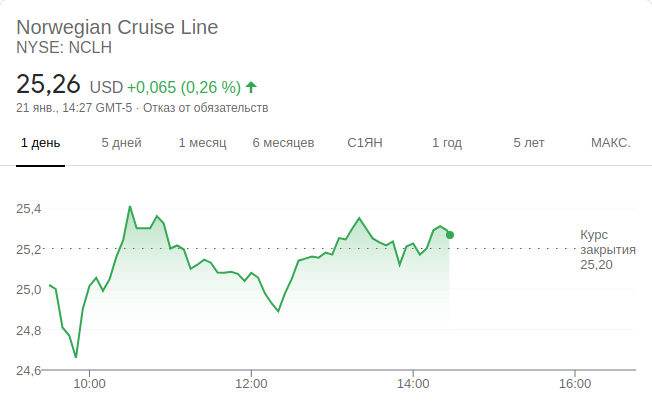 Norwegian Cruise Line
NYSE: NCLH
25,26 USD +0,065 (0,26 %)
21 янв., 14:27 GMT-5 · Отказ от обязательств
1 день 5 дней 1 месяц 6 месяцев С1ЯН 1 год 5 лет МАКС.
25,4
25,2
25,0
24,8
24,6
Курс
закрытия
25,20
10:00 12:00 14:00 16:00